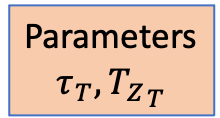 Parameters
τ_T, T_{Z_T}